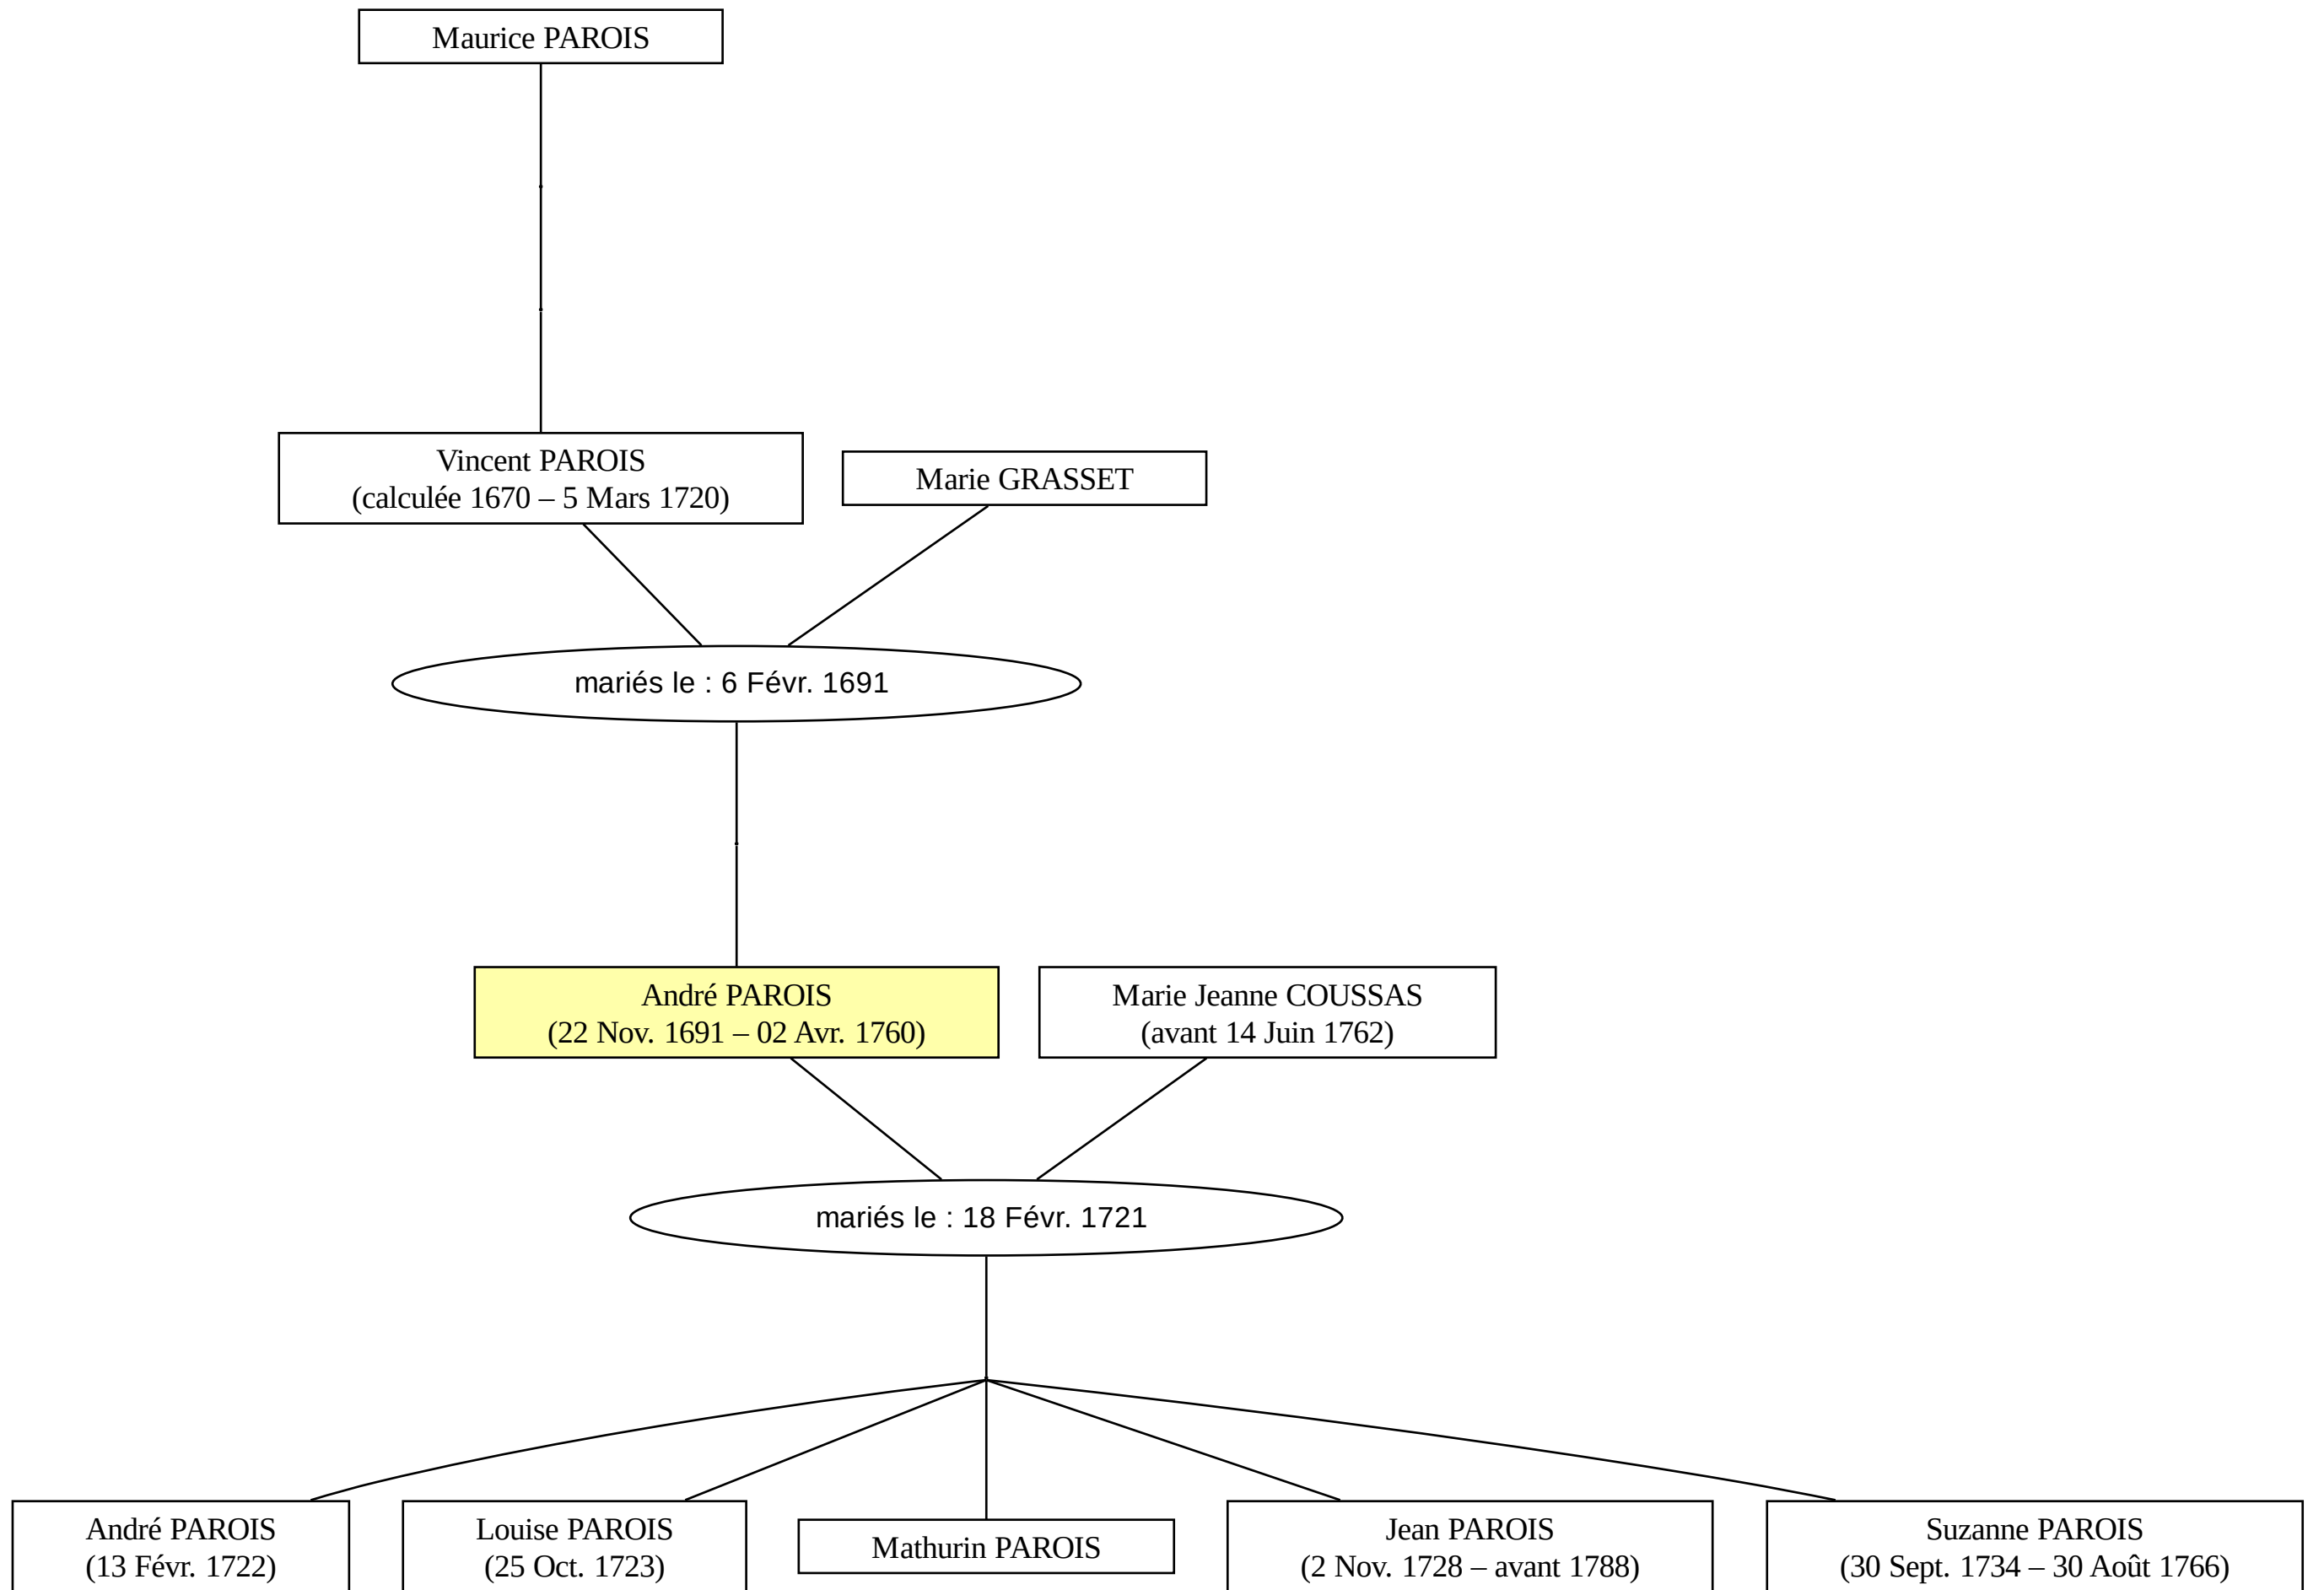 Maurice PAROIS
Vincent PAROIS
(calculée 1670 – 5 Mars 1720)
Marie GRASSET
mariés le : 6 Févr. 1691
André PAROIS
(22 Nov. 1691 – 02 Avr. 1760)
Marie Jeanne COUSSAS
(avant 14 Juin 1762)
mariés le : 18 Févr. 1721
André PAROIS
(13 Févr. 1722)
Louise PAROIS
(25 Oct. 1723)
Mathurin PAROIS
Jean PAROIS
(2 Nov. 1728 – avant 1788)
Suzanne PAROIS
(30 Sept. 1734 – 30 Août 1766)